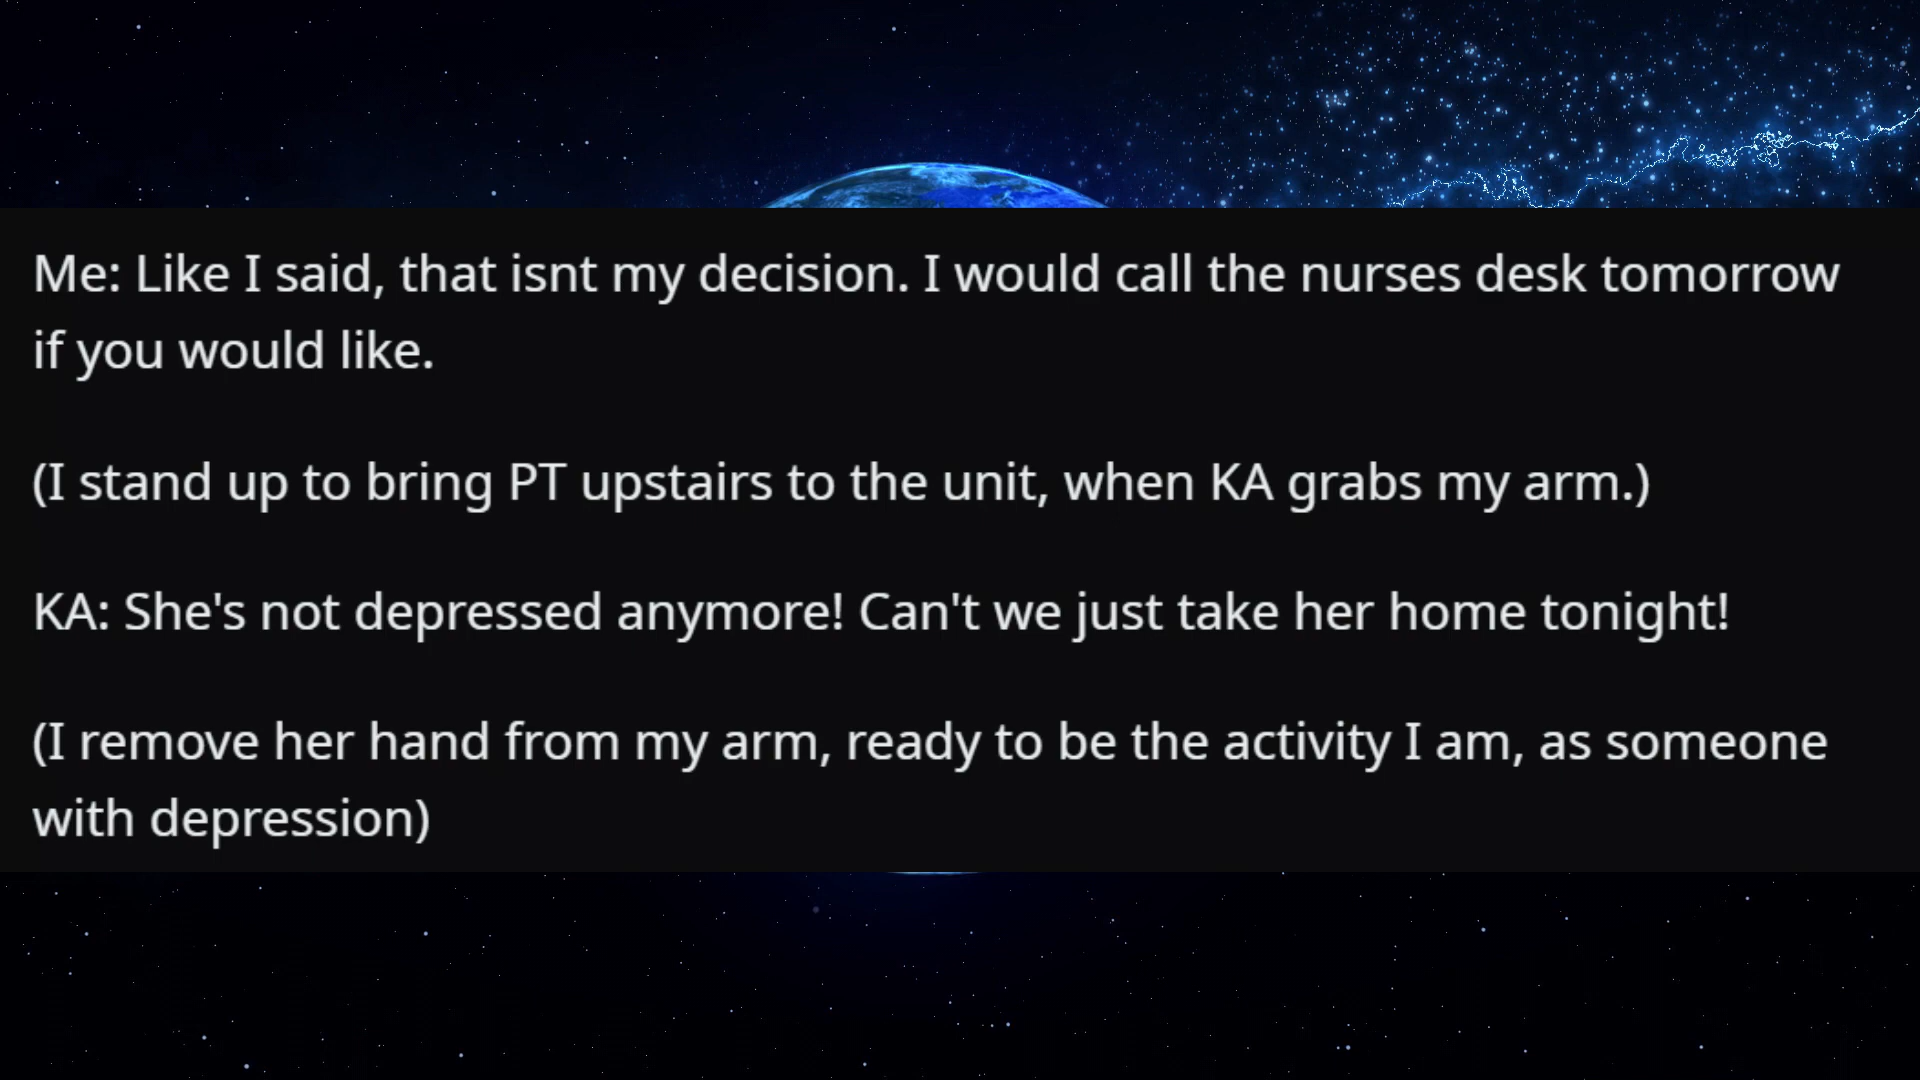 Me: Like I said, that isnt my decision. I would call the nurses desk tomorrow
if you would like.
(I stand up to bring PT upstairs to the unit, when KA grabs my arm.)
KA: She's not depressed anymore! Can't we just take her home tonight!
(I remove her hand from my arm, ready to be the activity I am, as someone
with depression)